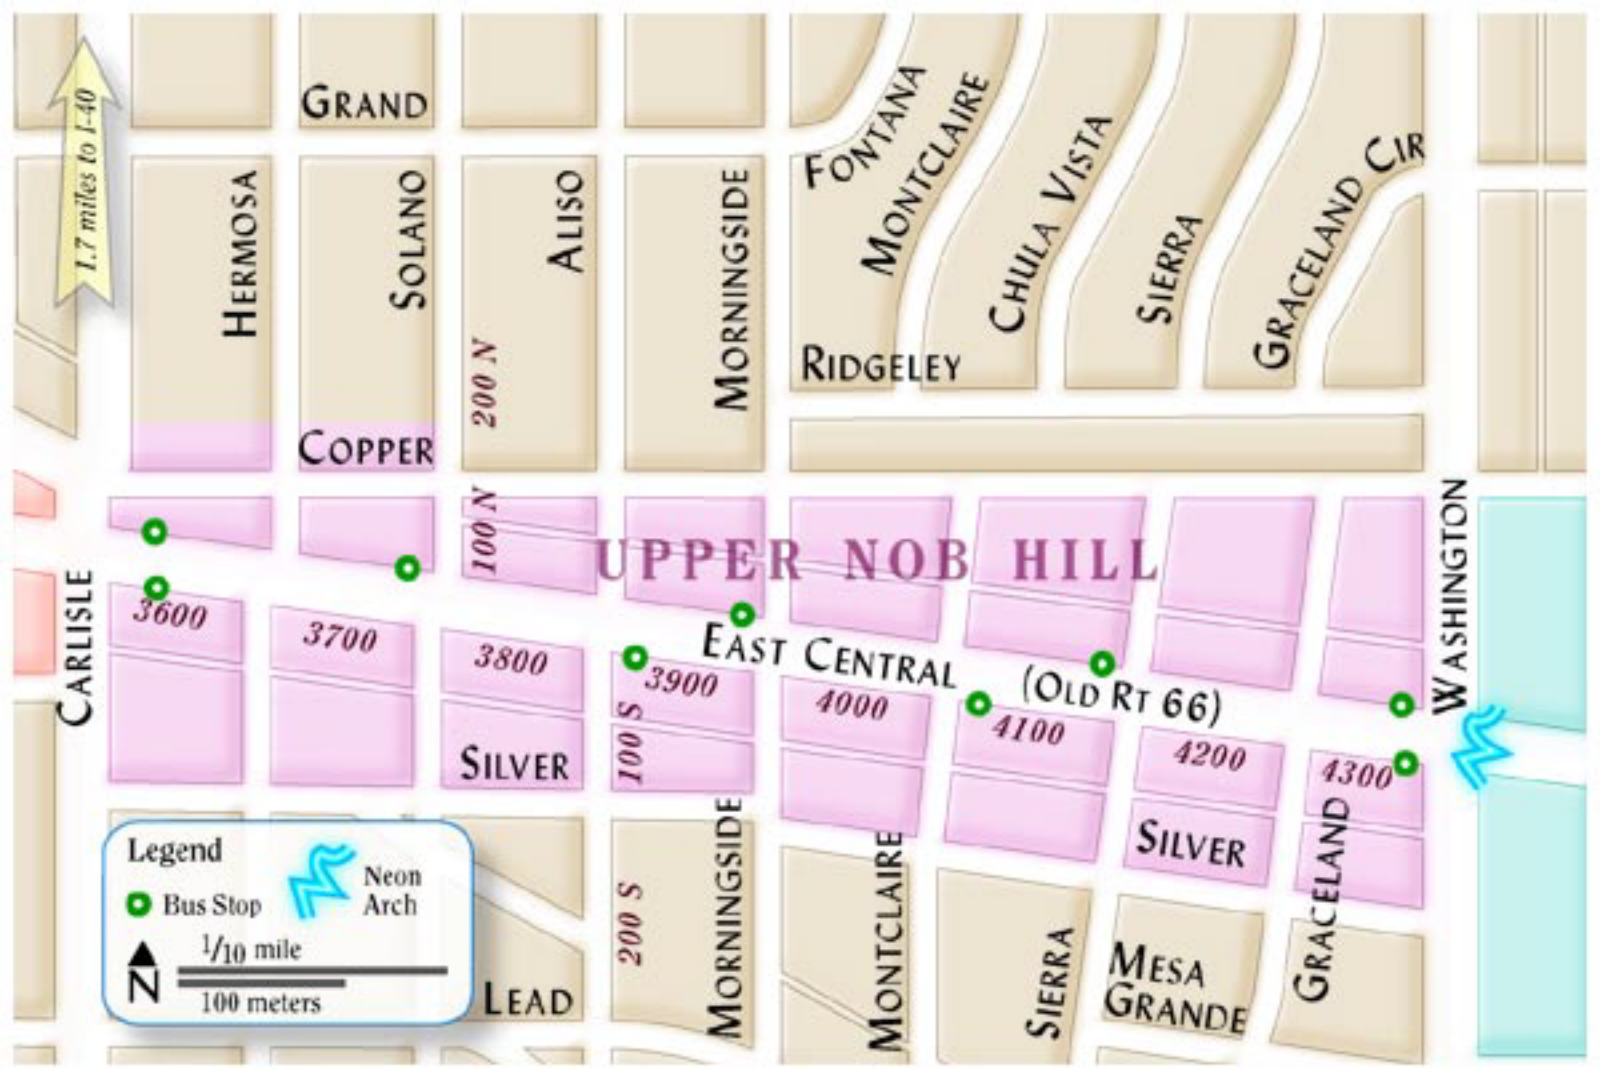 GRAND
1.7 miles to I-40
HERMOSA
SOLANO
ALISO
MORNINGSIDE
FONTANA
MONTCLAIRE
CHULA VISTA
SIERRA
GRACELAND CIR
RIDGELEY
200 N
COPPER
100 N
UPPER NOB HILL
WASHINGTON
CARLISLE
3600
3700
3800
3900
4000
4100
4200
4300
EAST CENTRAL
(OLD RT 66)
100 S
SILVER
SILVER
MORNINGSIDE
MONTCLAIRE
GRACELAND
200 S
SIERRA
MESA
GRANDE
LEAD
Legend
Bus Stop
Neon
Arch
N
1/10 mile
100 meters